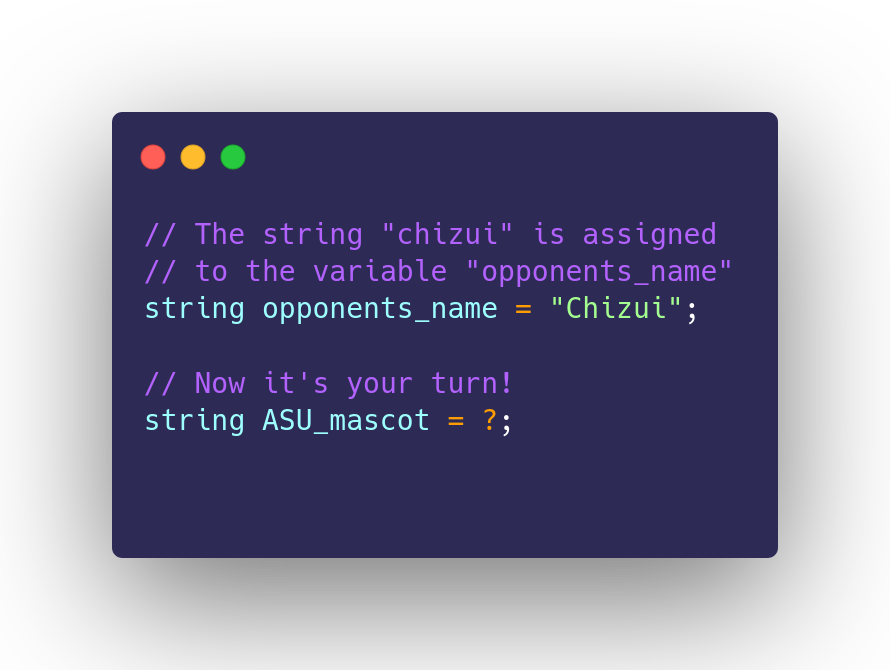 // The string "chizui" is assigned
// to the variable "opponents_name"
string opponents_name = "Chizui";
// Now it's your turn!
string ASU_mascot = ?;